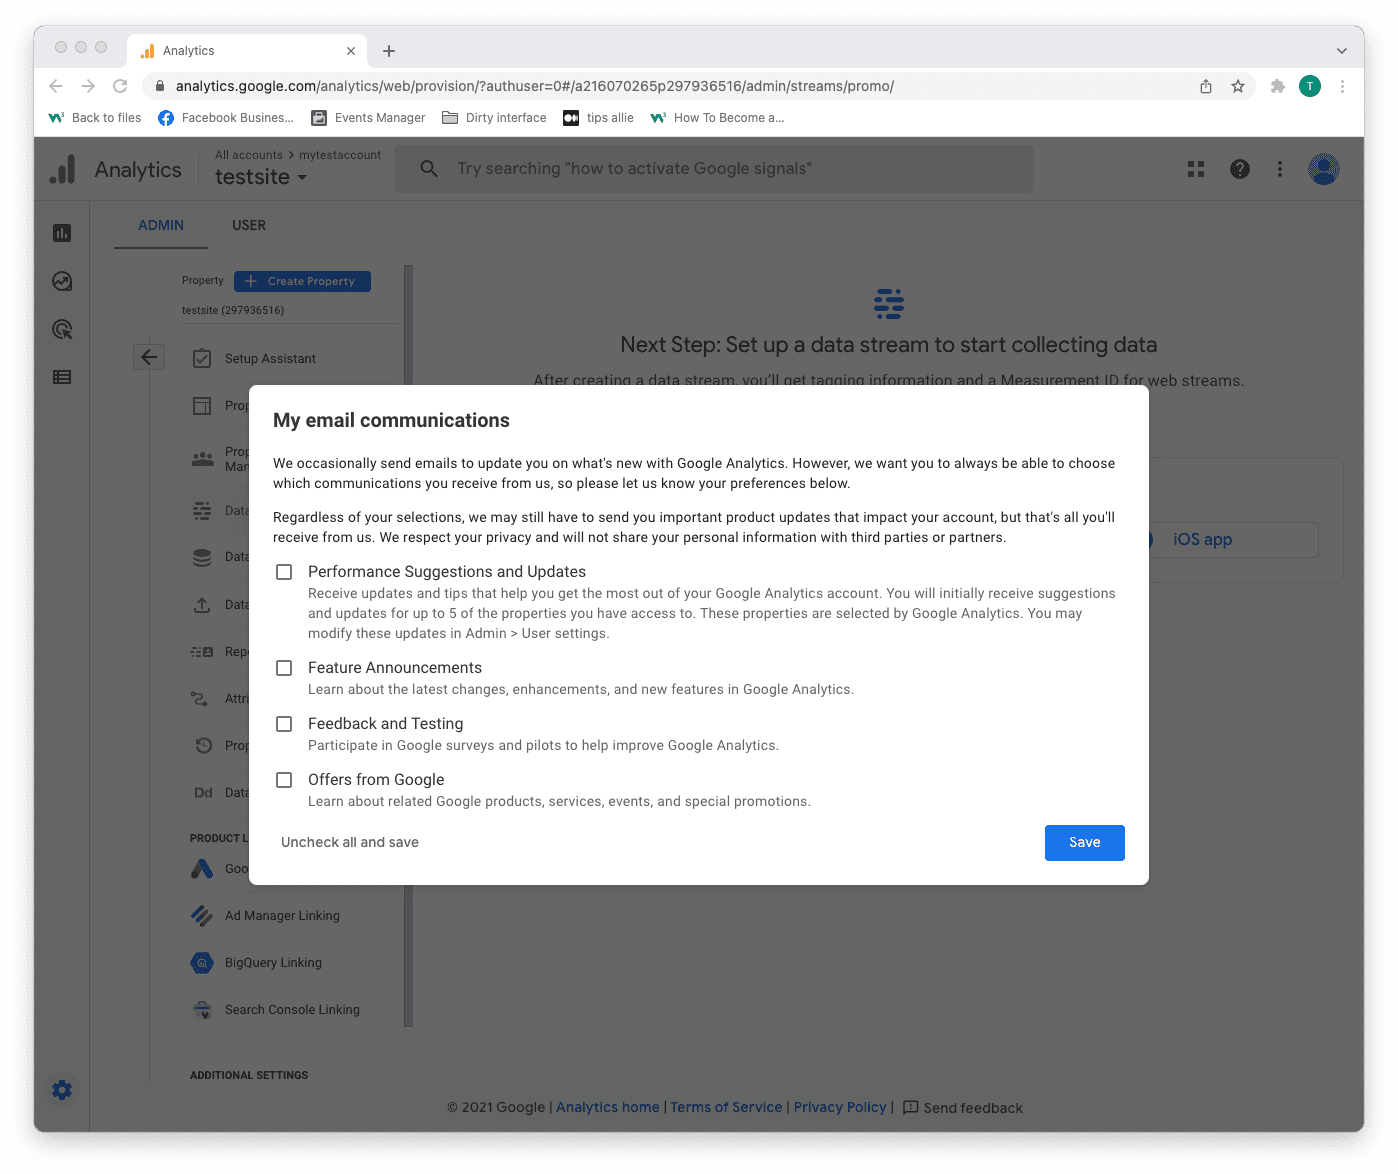 Analytics
analytics.google.com/analytics/web/provision/?authuser=0#/a216070265p297936516/admin/streams/promo/
T
Back to files
Facebook Busines...
Events Manager
Dirty interface
tips allie
How To Become a...
Analytics
All accounts > mytestaccount
testsite
Try searching "how to activate Google signals"
ADMIN
USER
Property
+ Create Property
testsite (297936516)
Setup Assistant
Next Step: Set up a data stream to start collecting data
After creating a data stream, you'll get tagging information and a Measurement ID for web streams.
My email communications
We occasionally send emails to update you on what's new with Google Analytics. However, we want you to always be able to choose
which communications you receive from us, so please let us know your preferences below.
Regardless of your selections, we may still have to send you important product updates that impact your account, but that's all you'll
receive from us. We respect your privacy and will not share your personal information with third parties or partners.
Performance Suggestions and Updates
Receive updates and tips that help you get the most out of your Google Analytics account. You will initially receive suggestions
and updates for up to 5 of the properties you have access to. These properties are selected by Google Analytics. You may
modify these updates in Admin > User settings.
Feature Announcements
Learn about the latest changes, enhancements, and new features in Google Analytics.
Feedback and Testing
Participate in Google surveys and pilots to help improve Google Analytics.
Offers from Google
Learn about related Google products, services, events, and special promotions.
Uncheck all and save
Save
iOS app
Prop
Prop
Man
Data
Data
Data
Repo
Attri
Prop
Dd Data
PRODUCT L
Goo
Ad Manager Linking
BigQuery Linking
Search Console Linking
ADDITIONAL SETTINGS
© 2021 Google | Analytics home | Terms of Service | Privacy Policy | Send feedback